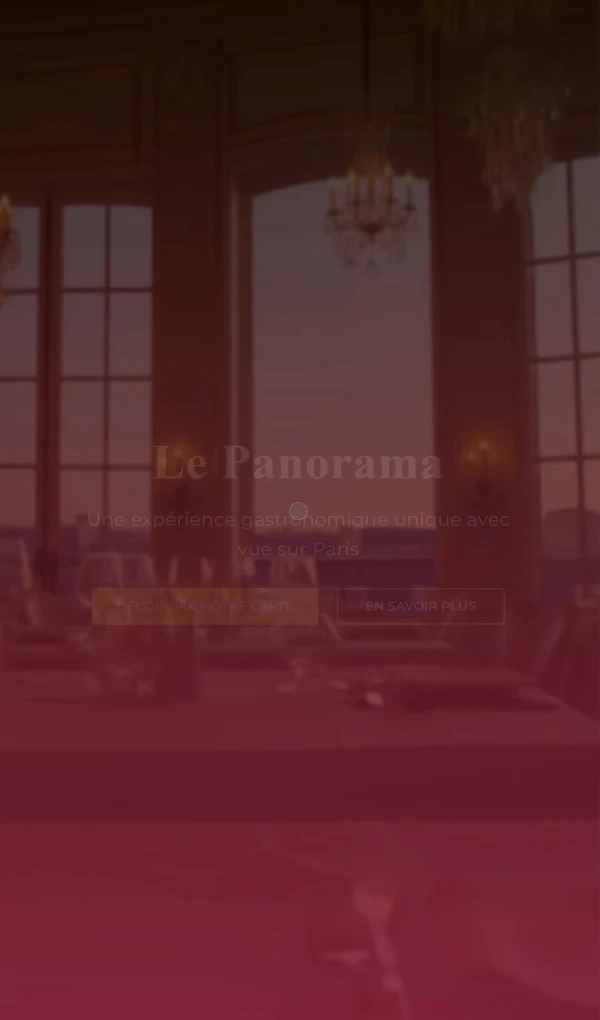 Le Panorama
Une expérience gastronomique unique avec
vue sur Paris
DÉCOUVRIR NOTRE CARTE
EN SAVOIR PLUS